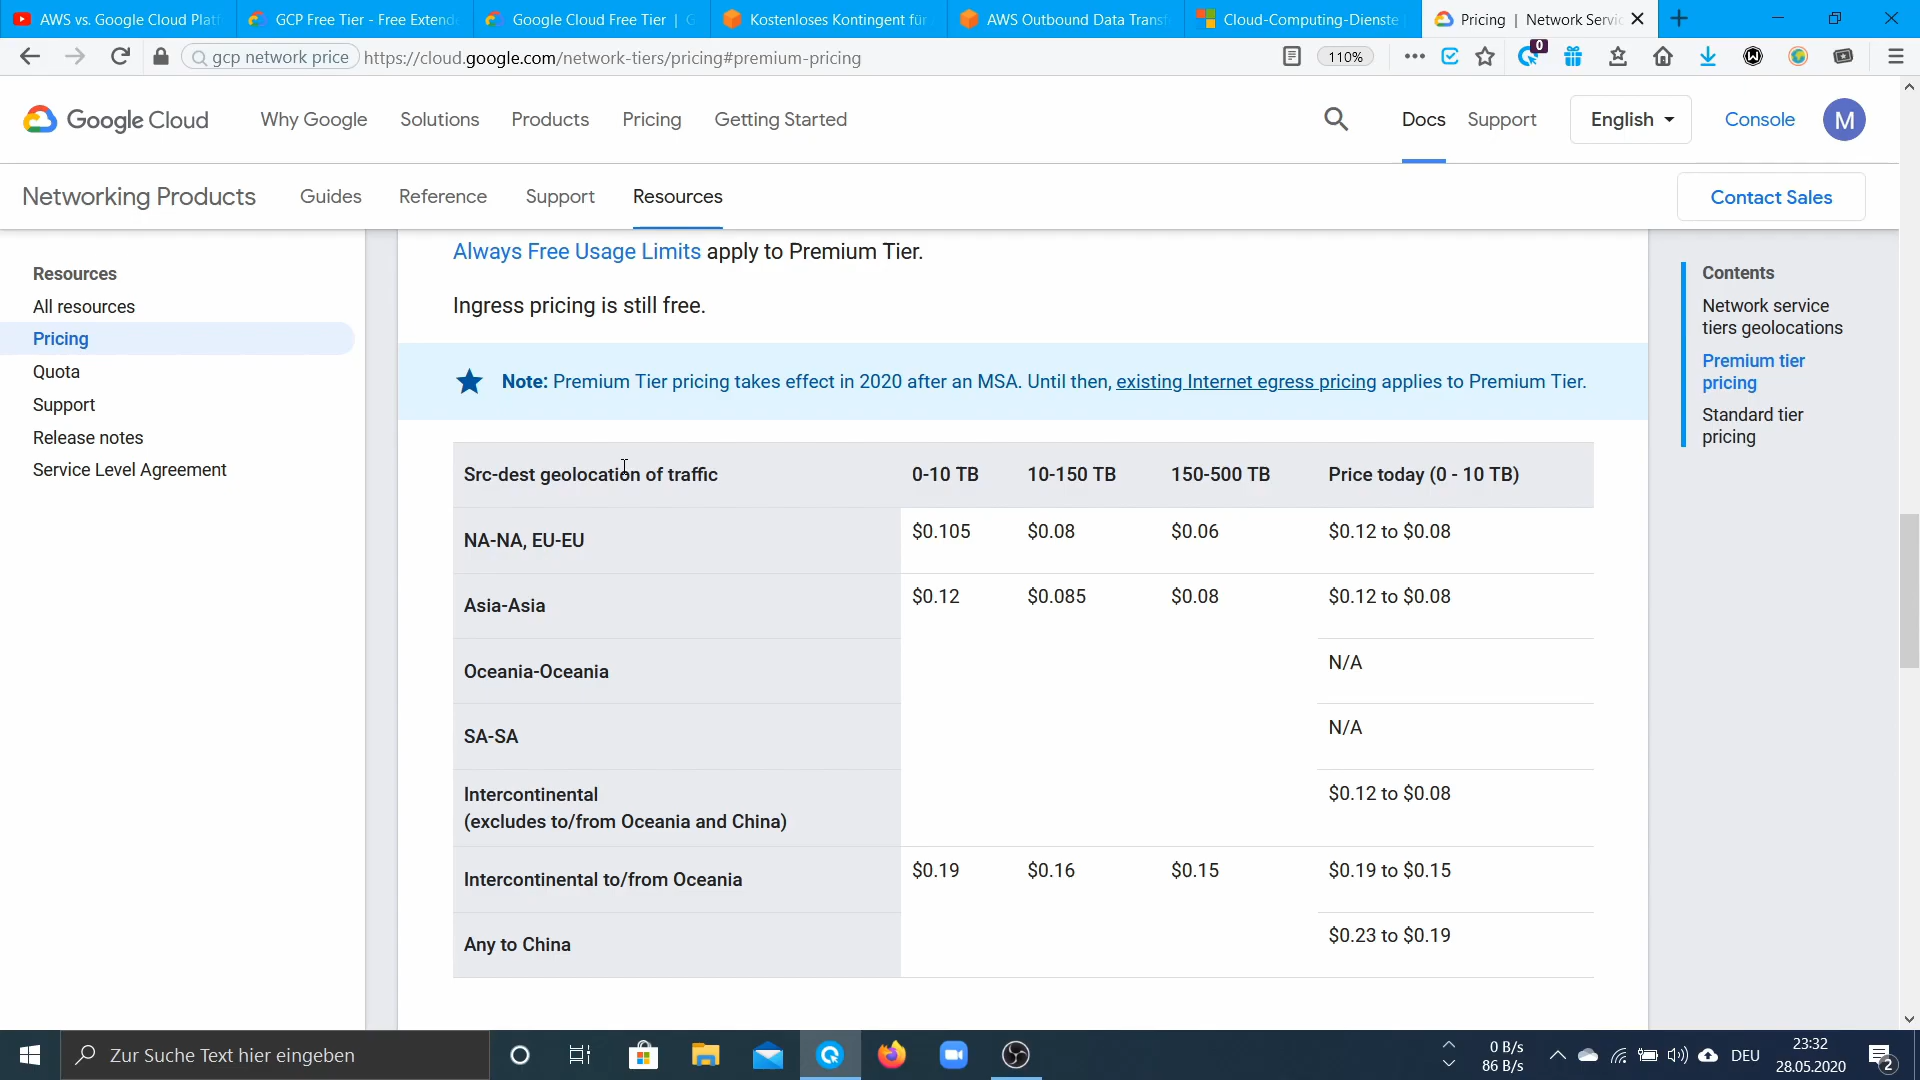 AWS vs. Google Cloud Platf
GCP Free Tier - Free Extende
Google Cloud Free Tier | G
Kostenloses Kontingent für
AWS Outbound Data Transf
Cloud-Computing-Dienste
Pricing | Network Servic
gcp network price
https://cloud.google.com/network-tiers/pricing#premium-pricing
110%
0
Google Cloud
Why Google
Solutions
Products
Pricing
Getting Started
Docs
Support
English
Console
M
Networking Products
Guides
Reference
Support
Resources
Contact Sales
Resources
All resources
Pricing
Quota
Support
Release notes
Service Level Agreement
Always Free Usage Limits apply to Premium Tier.
Ingress pricing is still free.
Note: Premium Tier pricing takes effect in 2020 after an MSA. Until then, existing Internet egress pricing applies to Premium Tier.
Src-dest geolocation of traffic 0-10 TB 10-150 TB 150-500 TB Price today (0 - 10 TB)
NA-NA, EU-EU $0.105 $0.08 $0.06 $0.12 to $0.08
Asia-Asia $0.12 $0.085 $0.08 $0.12 to $0.08
Oceania-Oceania N/A
SA-SA N/A
Intercontinental
(excludes to/from Oceania and China) $0.12 to $0.08
Intercontinental to/from Oceania $0.19 $0.16 $0.15 $0.19 to $0.15
Any to China $0.23 to $0.19
Contents
Network service
tiers geolocations
Premium tier
pricing
Standard tier
pricing
Zur Suche Text hier eingeben
0 B/s
86 B/s
DEU
23:32
28.05.2020
2